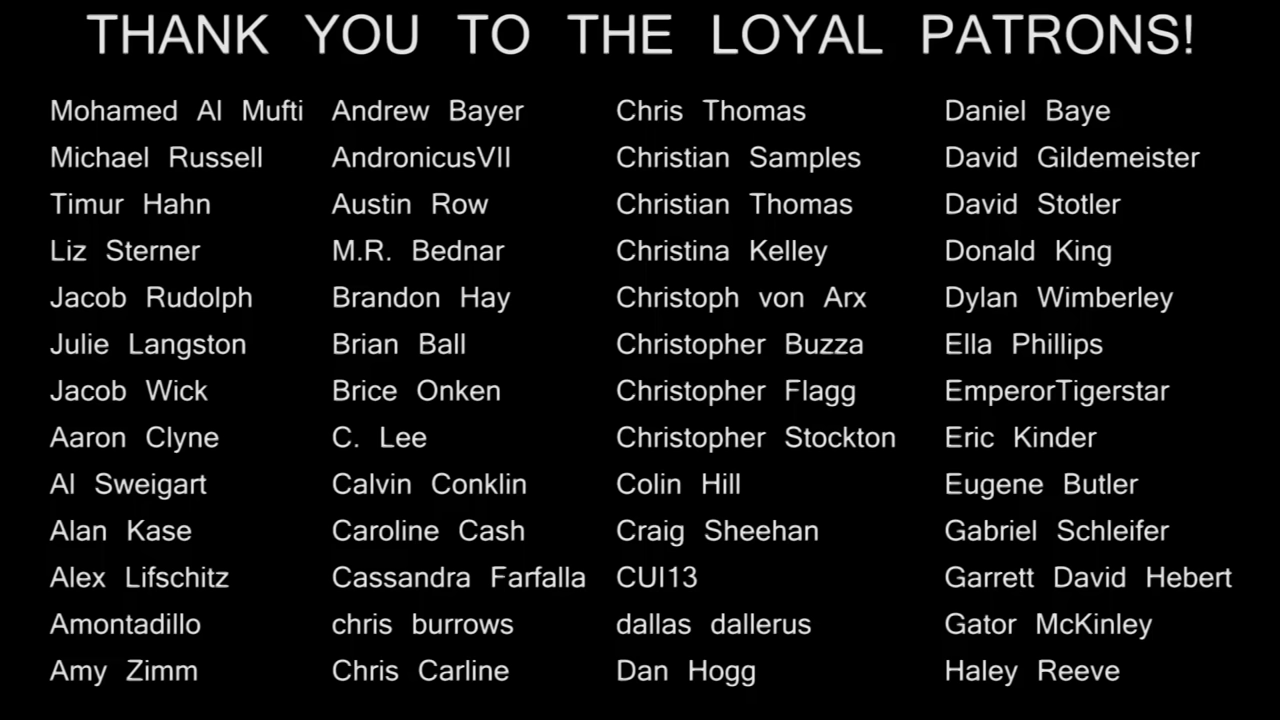 THANK YOU TO THE LOYAL PATRONS!
Mohamed Al Mufti
Michael Russell
Timur Hahn
Liz Sterner
Jacob Rudolph
Julie Langston
Jacob Wick
Aaron Clyne
Al Sweigart
Alan Kase
Alex Lifschitz
Amontadillo
Amy Zimm
Andrew Bayer
AndronicusVII
Austin Row
M.R. Bednar
Brandon Hay
Brian Ball
Brice Onken
C. Lee
Calvin Conklin
Caroline Cash
Cassandra Farfalla
chris burrows
Chris Carline
Chris Thomas
Christian Samples
Christian Thomas
Christina Kelley
Christoph von Arx
Christopher Buzza
Christopher Flagg
Christopher Stockton
Colin Hill
Craig Sheehan
CUI13
dallas dallerus
Dan Hogg
Daniel Baye
David Gildemeister
David Stotler
Donald King
Dylan Wimberley
Ella Phillips
EmperorTigerstar
Eric Kinder
Eugene Butler
Gabriel Schleifer
Garrett David Hebert
Gator McKinley
Haley Reeve